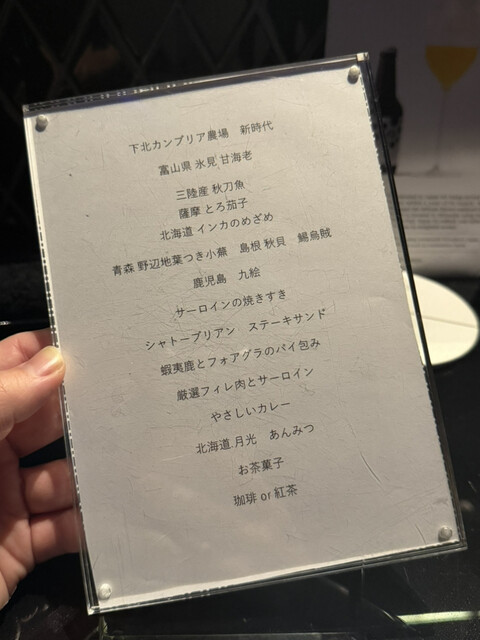 下北カンブリア農場　新時代
富山県 氷見 甘海老
三陸産 秋刀魚
薩摩 とろ茄子
北海道 インカのめざめ
青森 野辺地葉つき小蕪　島根 秋貝　鯣烏賊
鹿児島　九絵
サーロインの焼きすき
シャトーブリアン　ステーキサンド
蝦夷鹿とフォアグラのパイ包み
厳選フィレ肉とサーロイン
やさしいカレー
北海道 月光　あんみつ
お茶菓子
珈琲 or 紅茶